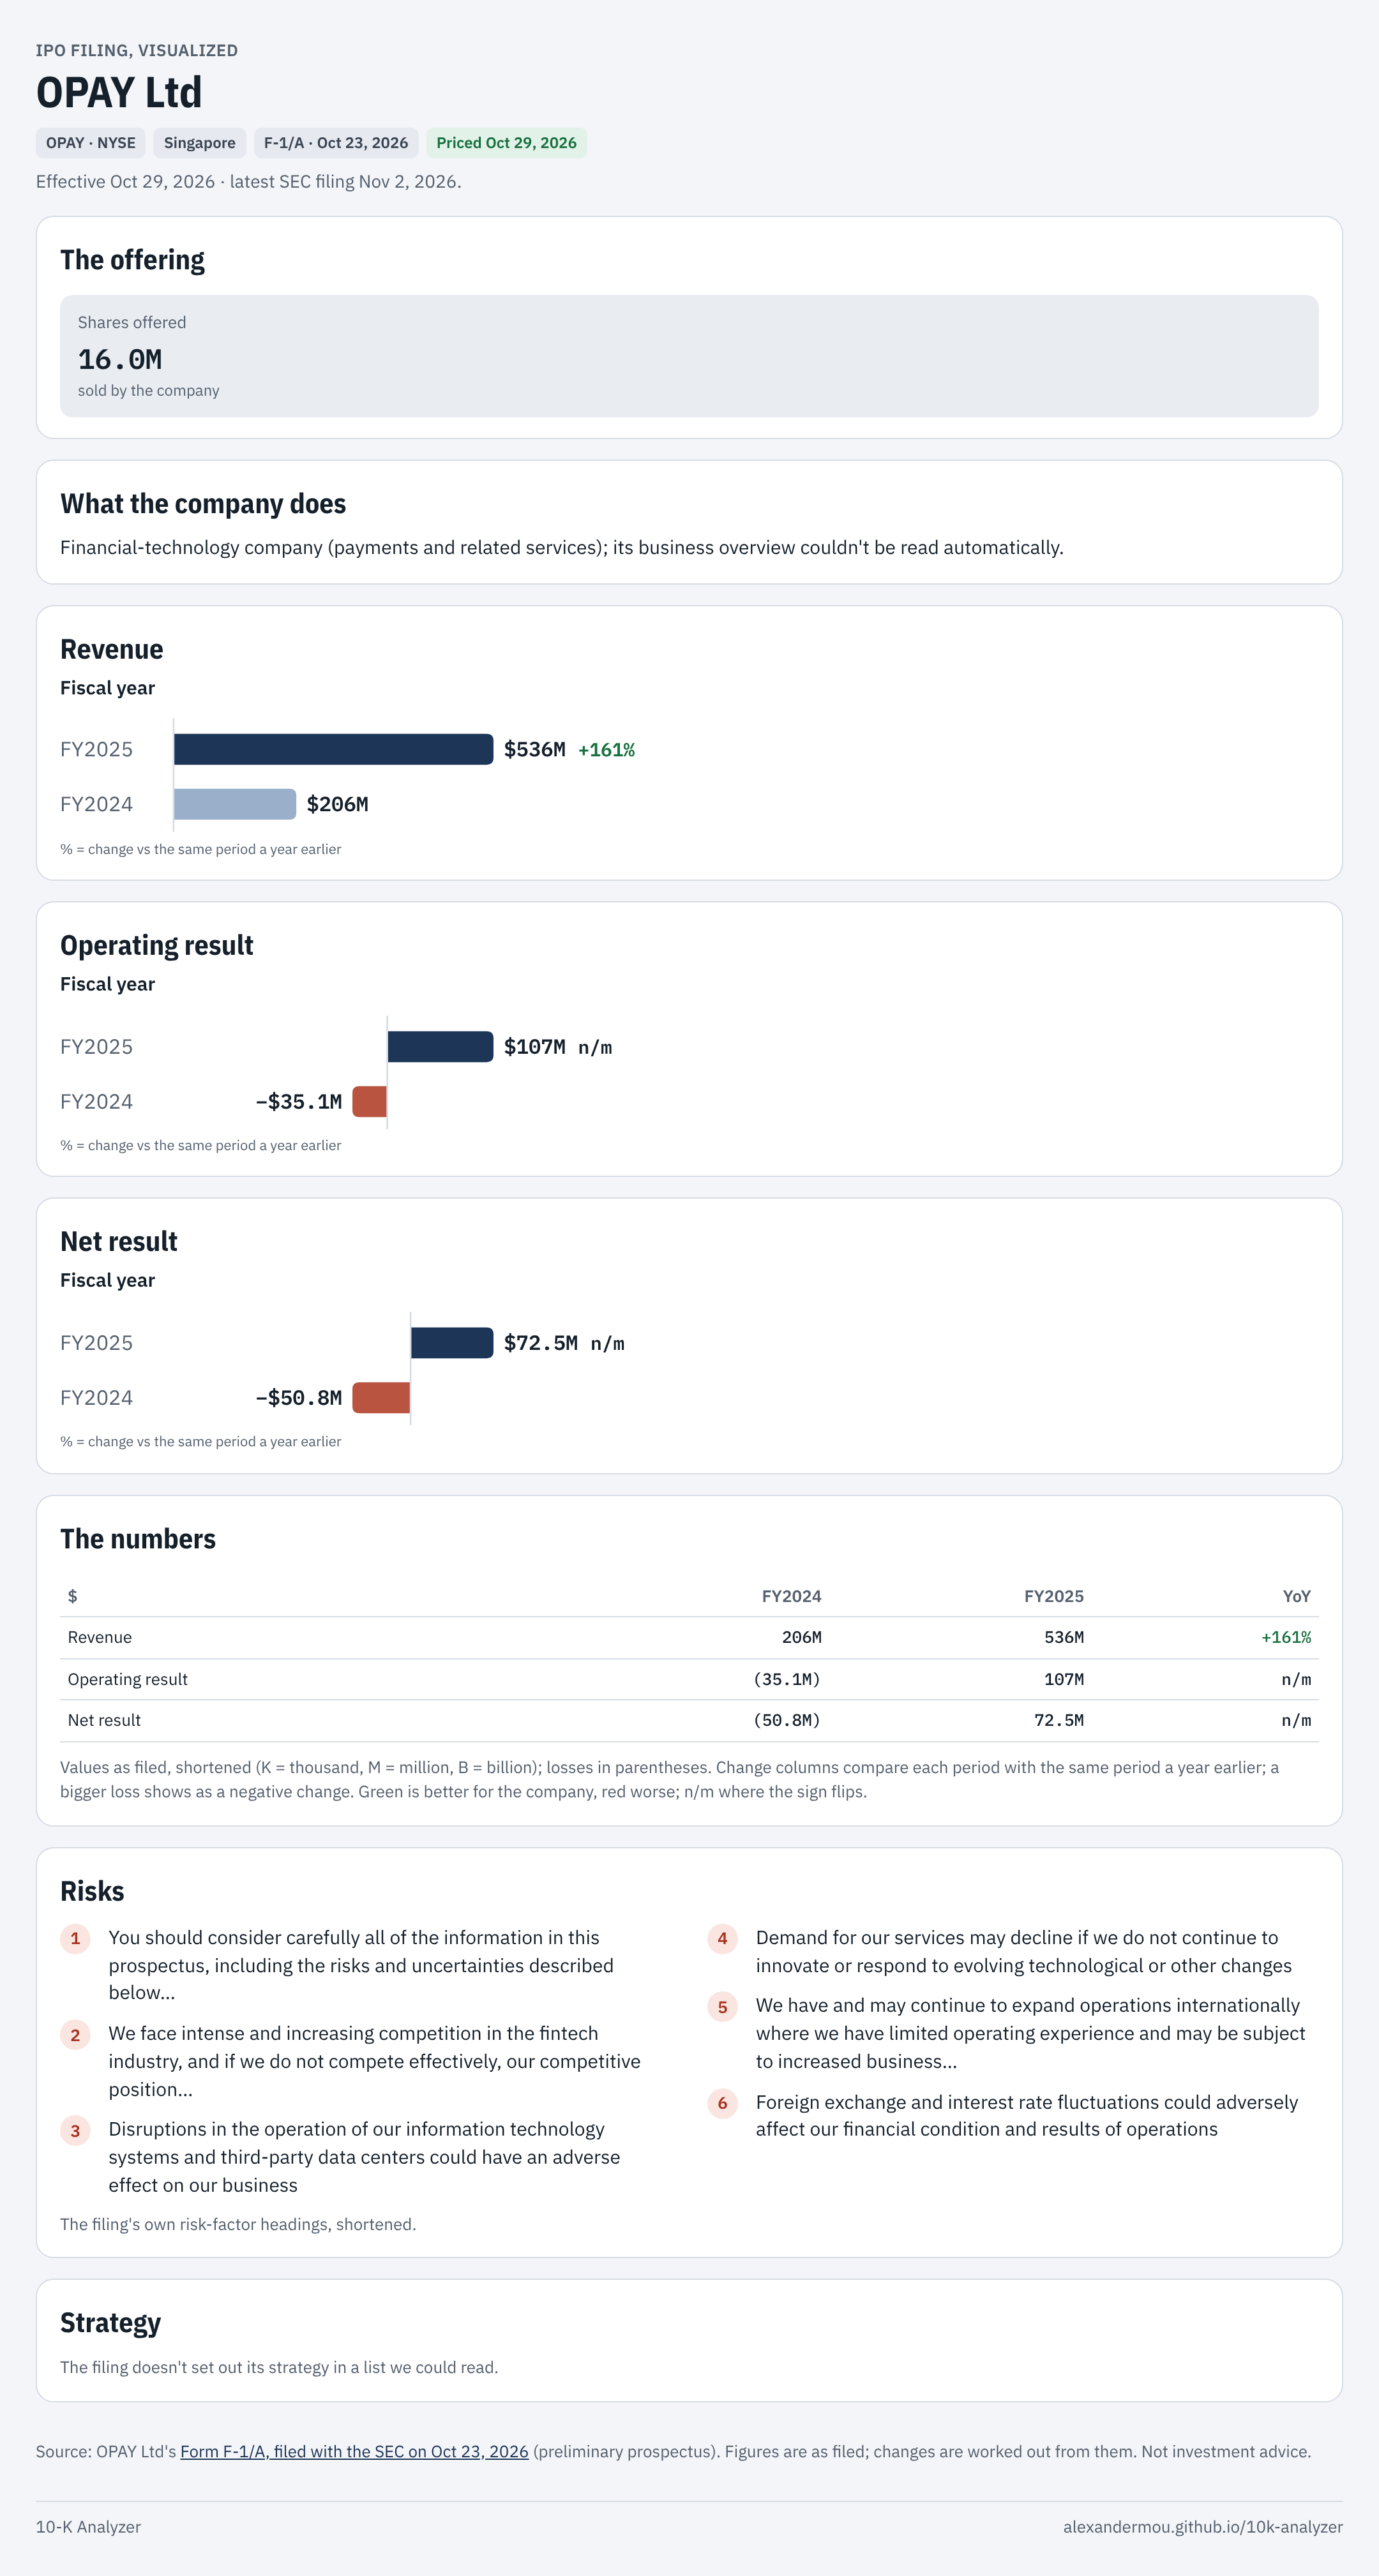 IPO FILING, VISUALIZED
OPAY Ltd
OPAY · NYSE
Singapore
F-1/A · Oct 23, 2026
Priced Oct 29, 2026
Effective Oct 29, 2026 · latest SEC filing Nov 2, 2026.
The offering
Shares offered
16.0M
sold by the company
What the company does
Financial-technology company (payments and related services); its business overview couldn't be read automatically.
Revenue
Fiscal year
FY2025 $536M +161%
FY2024 $206M
% = change vs the same period a year earlier
Operating result
Fiscal year
FY2025 $107M n/m
FY2024 −$35.1M
% = change vs the same period a year earlier
Net result
Fiscal year
FY2025 $72.5M n/m
FY2024 −$50.8M
% = change vs the same period a year earlier
The numbers
$ FY2024 FY2025 YoY
Revenue 206M 536M +161%
Operating result (35.1M) 107M n/m
Net result (50.8M) 72.5M n/m
Values as filed, shortened (K = thousand, M = million, B = billion); losses in parentheses. Change columns compare each period with the same period a year earlier; a
bigger loss shows as a negative change. Green is better for the company, red worse; n/m where the sign flips.
Risks
1 You should consider carefully all of the information in this
prospectus, including the risks and uncertainties described
below…
2 We face intense and increasing competition in the fintech
industry, and if we do not compete effectively, our competitive
position…
3 Disruptions in the operation of our information technology
systems and third-party data centers could have an adverse
effect on our business
4 Demand for our services may decline if we do not continue to
innovate or respond to evolving technological or other changes
5 We have and may continue to expand operations internationally
where we have limited operating experience and may be subject
to increased business…
6 Foreign exchange and interest rate fluctuations could adversely
affect our financial condition and results of operations
The filing's own risk-factor headings, shortened.
Strategy
The filing doesn't set out its strategy in a list we could read.
Source: OPAY Ltd's Form F-1/A, filed with the SEC on Oct 23, 2026 (preliminary prospectus). Figures are as filed; changes are worked out from them. Not investment advice.
10-K Analyzer
alexandermou.github.io/10k-analyzer